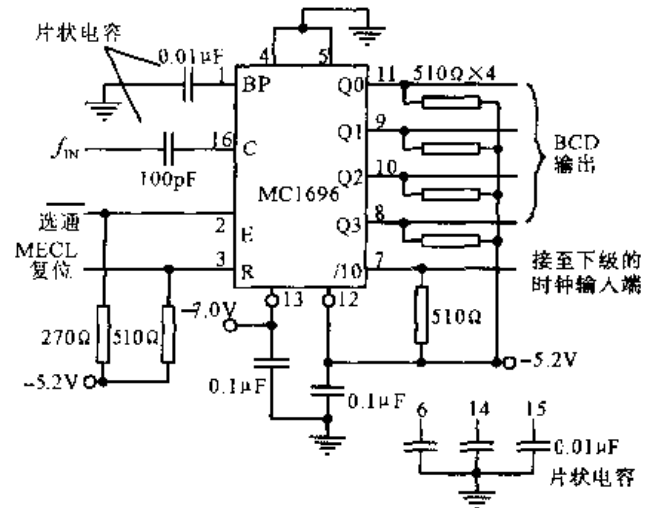 片状电容
0.01μF
4
5
1
BP
Q0
11
510Ω×4
fIN
16
C
100pF
Q1
9
Q2
10
MC1696
BCD
输出
选通
2
E
Q3
8
MECL
复位
3
R
/10
7
接至下级的
时钟输入端
13
12
-7.0V
270Ω
510Ω
510Ω
-5.2V
-5.2V
0.1μF
0.1μF
6
14
15
0.01μF
片状电容